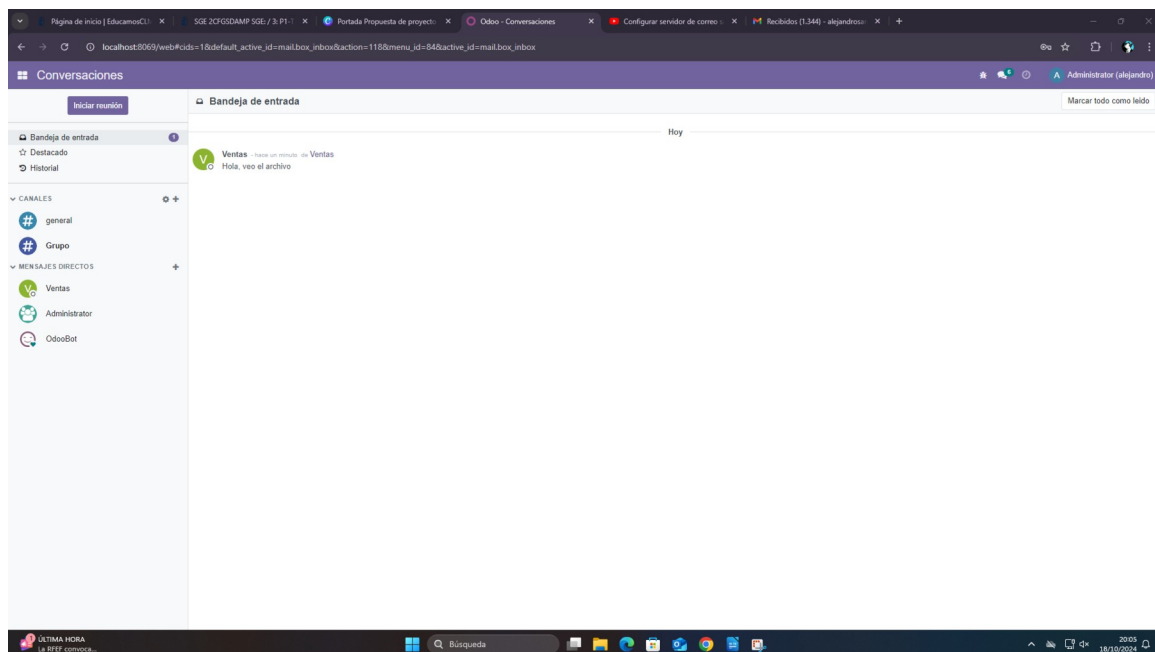 Página de inicio | EducamosCL
SGE 2CFGSDAMP SGE: / 3: P1-
Portada Propuesta de proyecto
Odoo - Conversaciones
Configurar servidor de correo s
Recibidos (1.344) - alejandrosa
localhost:8069/web#cids=1&default_active_id=mail.box_inbox&action=118&menu_id=84&active_id=mail.box_inbox
Conversaciones
6
A Administrator (alejandro)
Iniciar reunión
Bandeja de entrada
Marcar todo como leído
Bandeja de entrada 1
Destacado
Historial
Hoy
V Ventas - hace un minuto de Ventas
Hola, veo el archivo
CANALES
# general
# Grupo
MENSAJES DIRECTOS
V Ventas
Administrator
OdooBot
1 ÚLTIMA HORA
La RFEF convoca...
Búsqueda
20:05
18/10/2024